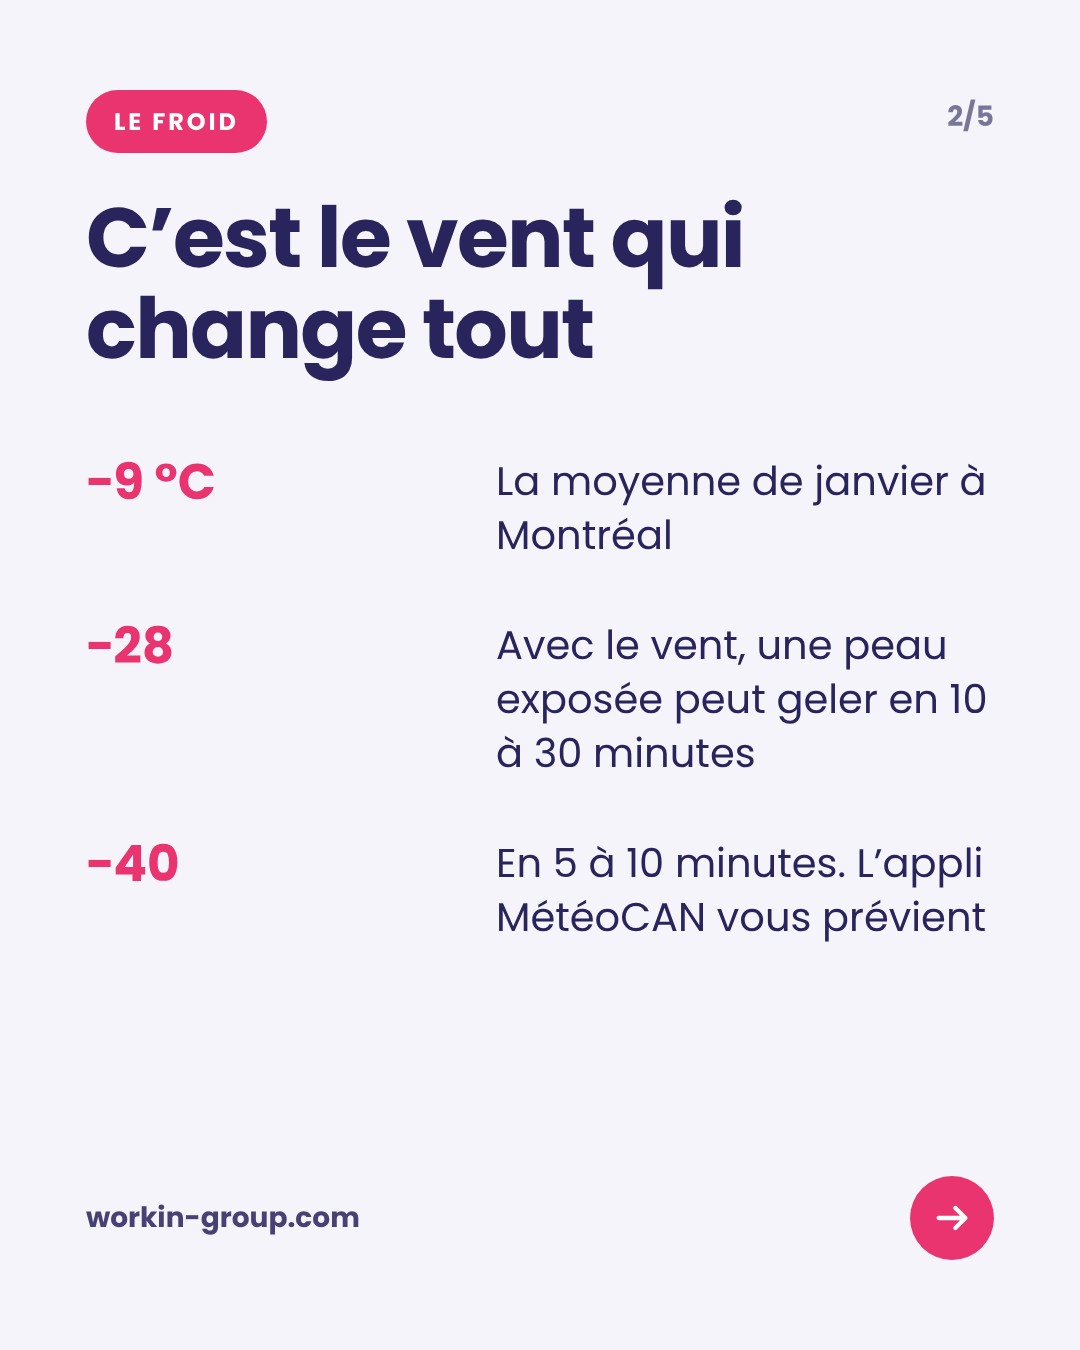 LE FROID
2/5
C’est le vent qui
change tout
-9 °C
La moyenne de janvier à
Montréal
-28
Avec le vent, une peau
exposée peut geler en 10
à 30 minutes
-40
En 5 à 10 minutes. L’appli
MétéoCAN vous prévient
workin-group.com